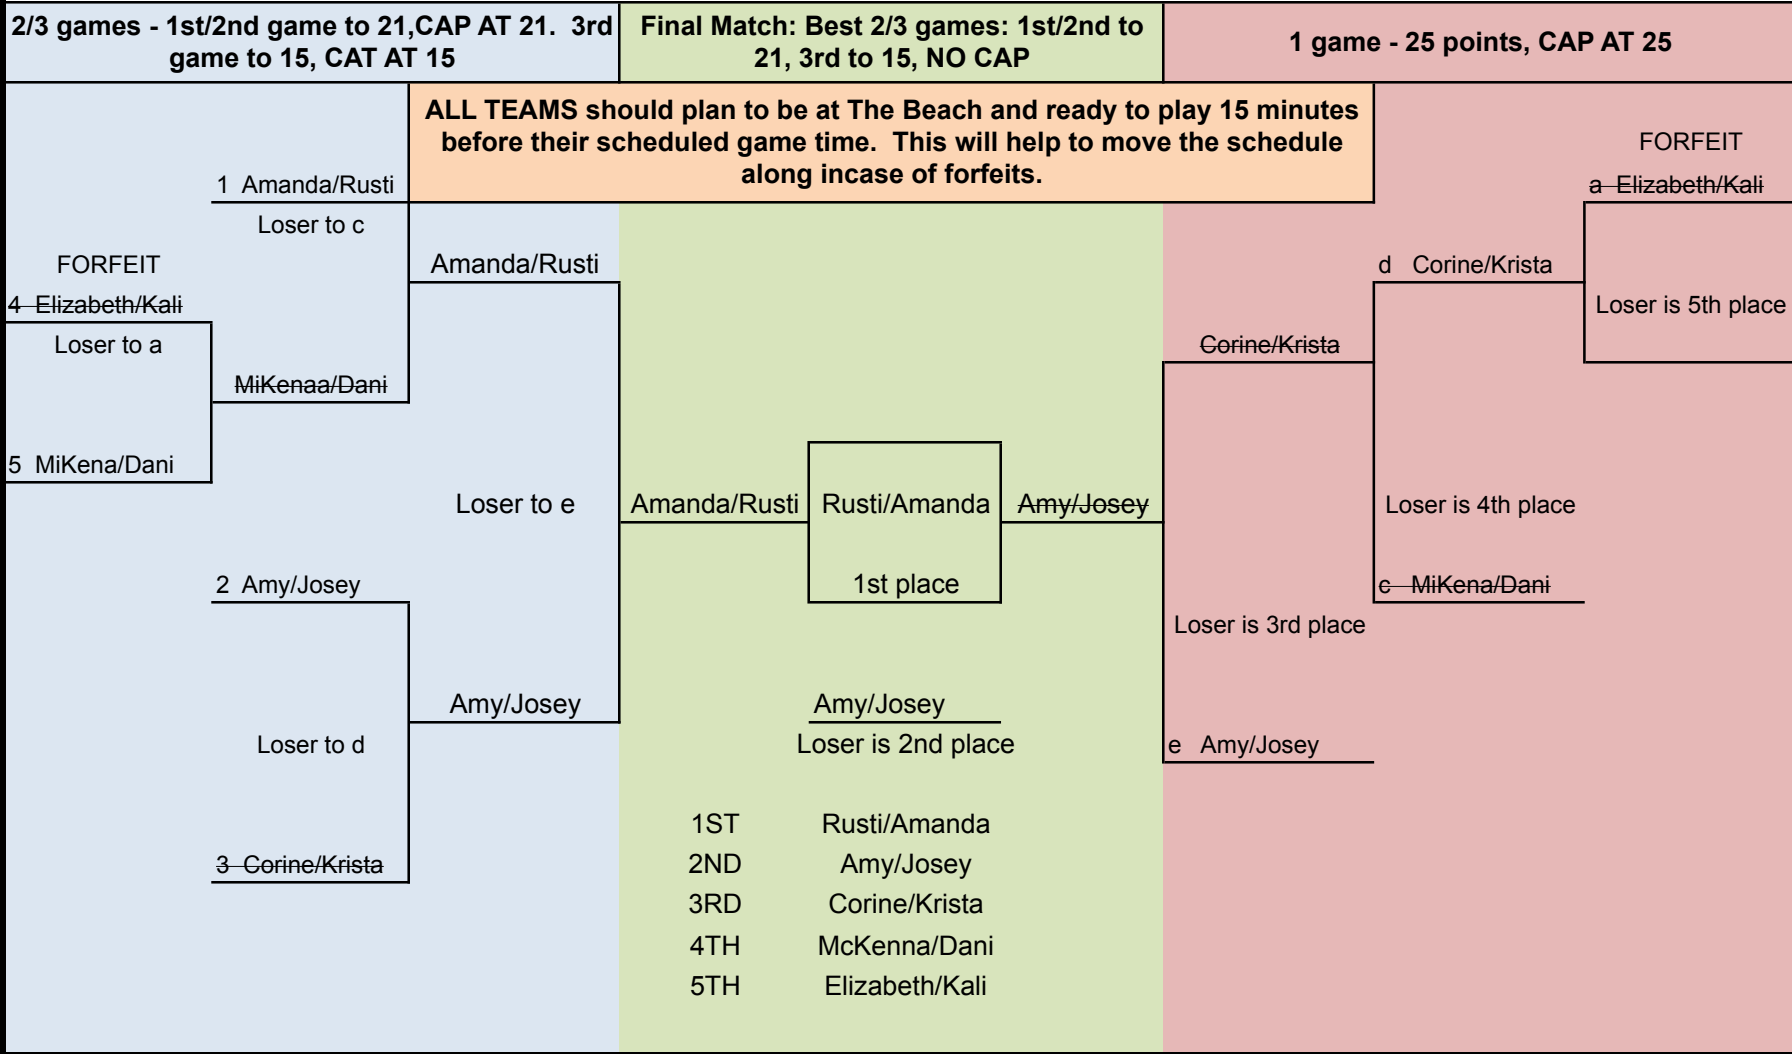 2/3 games - 1st/2nd game to 21,CAP AT 21.  3rd
game to 15, CAT AT 15
Final Match: Best 2/3 games: 1st/2nd to
21, 3rd to 15, NO CAP
1 game - 25 points, CAP AT 25
ALL TEAMS should plan to be at The Beach and ready to play 15 minutes
before their scheduled game time.  This will help to move the schedule
along incase of forfeits.
1 Amanda/Rusti
Loser to c
FORFEIT
4 Elizabeth/Kali
Loser to a
MiKenaa/Dani
5 MiKena/Dani
Amanda/Rusti
Loser to e
2 Amy/Josey
Amy/Josey
Loser to d
3 Corine/Krista
Amanda/Rusti
Rusti/Amanda
1st place
Amy/Josey
Amy/Josey
Loser is 2nd place
1ST Rusti/Amanda
2ND Amy/Josey
3RD Corine/Krista
4TH McKenna/Dani
5TH Elizabeth/Kali
FORFEIT
a Elizabeth/Kali
d Corine/Krista
Loser is 5th place
Corine/Krista
Loser is 4th place
c MiKena/Dani
Loser is 3rd place
e Amy/Josey